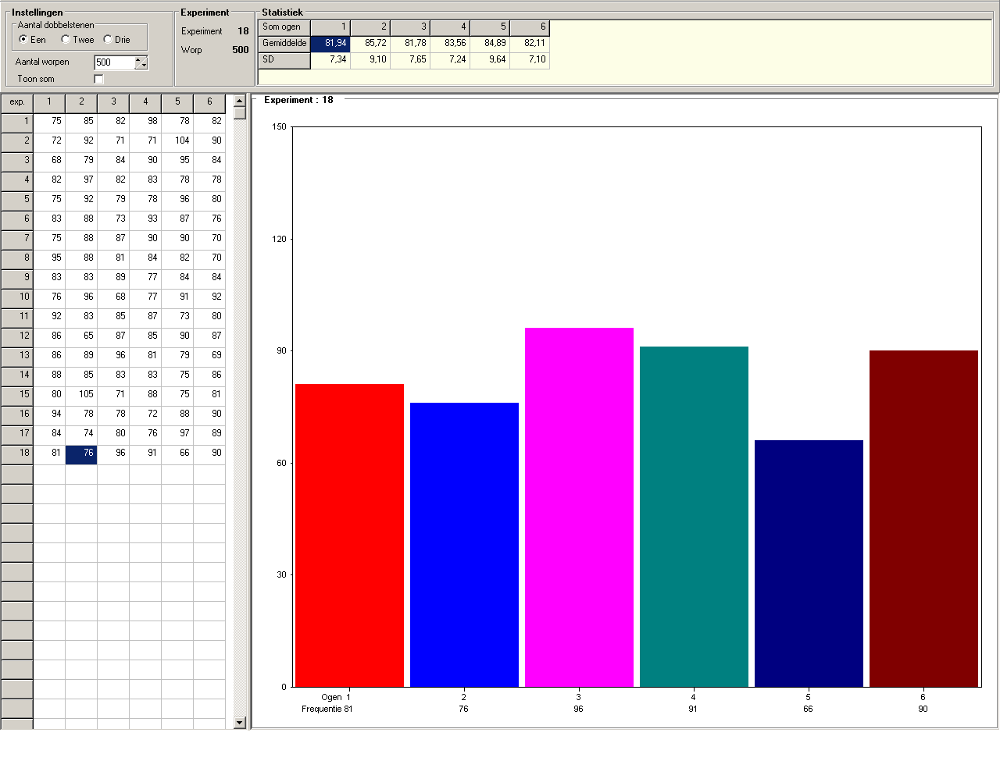 Instellingen
Aantal dobbelstenen
Een Twee Drie
Aantal worpen 500
Toon som
Experiment
Experiment 18
Worp 500
Statistiek
Som ogen 1 2 3 4 5 6
Gemiddelde 81,94 85,72 81,78 83,56 84,89 82,11
SD 7,34 9,10 7,65 7,24 9,64 7,10
exp. 1 2 3 4 5 6
1 75 85 82 98 78 82
2 72 92 71 71 104 90
3 68 79 84 90 95 84
4 82 97 82 83 78 78
5 75 92 79 78 96 80
6 83 88 73 93 87 76
7 75 88 87 90 90 70
8 95 88 81 84 82 70
9 83 83 89 77 84 84
10 76 96 68 77 91 92
11 92 83 85 87 73 80
12 86 65 87 85 90 87
13 86 89 96 81 79 69
14 88 85 83 83 75 86
15 80 105 71 88 75 81
16 94 78 78 72 88 90
17 84 74 80 76 97 89
18 81 76 96 91 66 90
Experiment : 18
150
120
90
60
30
0
Ogen 1 2 3 4 5 6
Frequentie 81 76 96 91 66 90